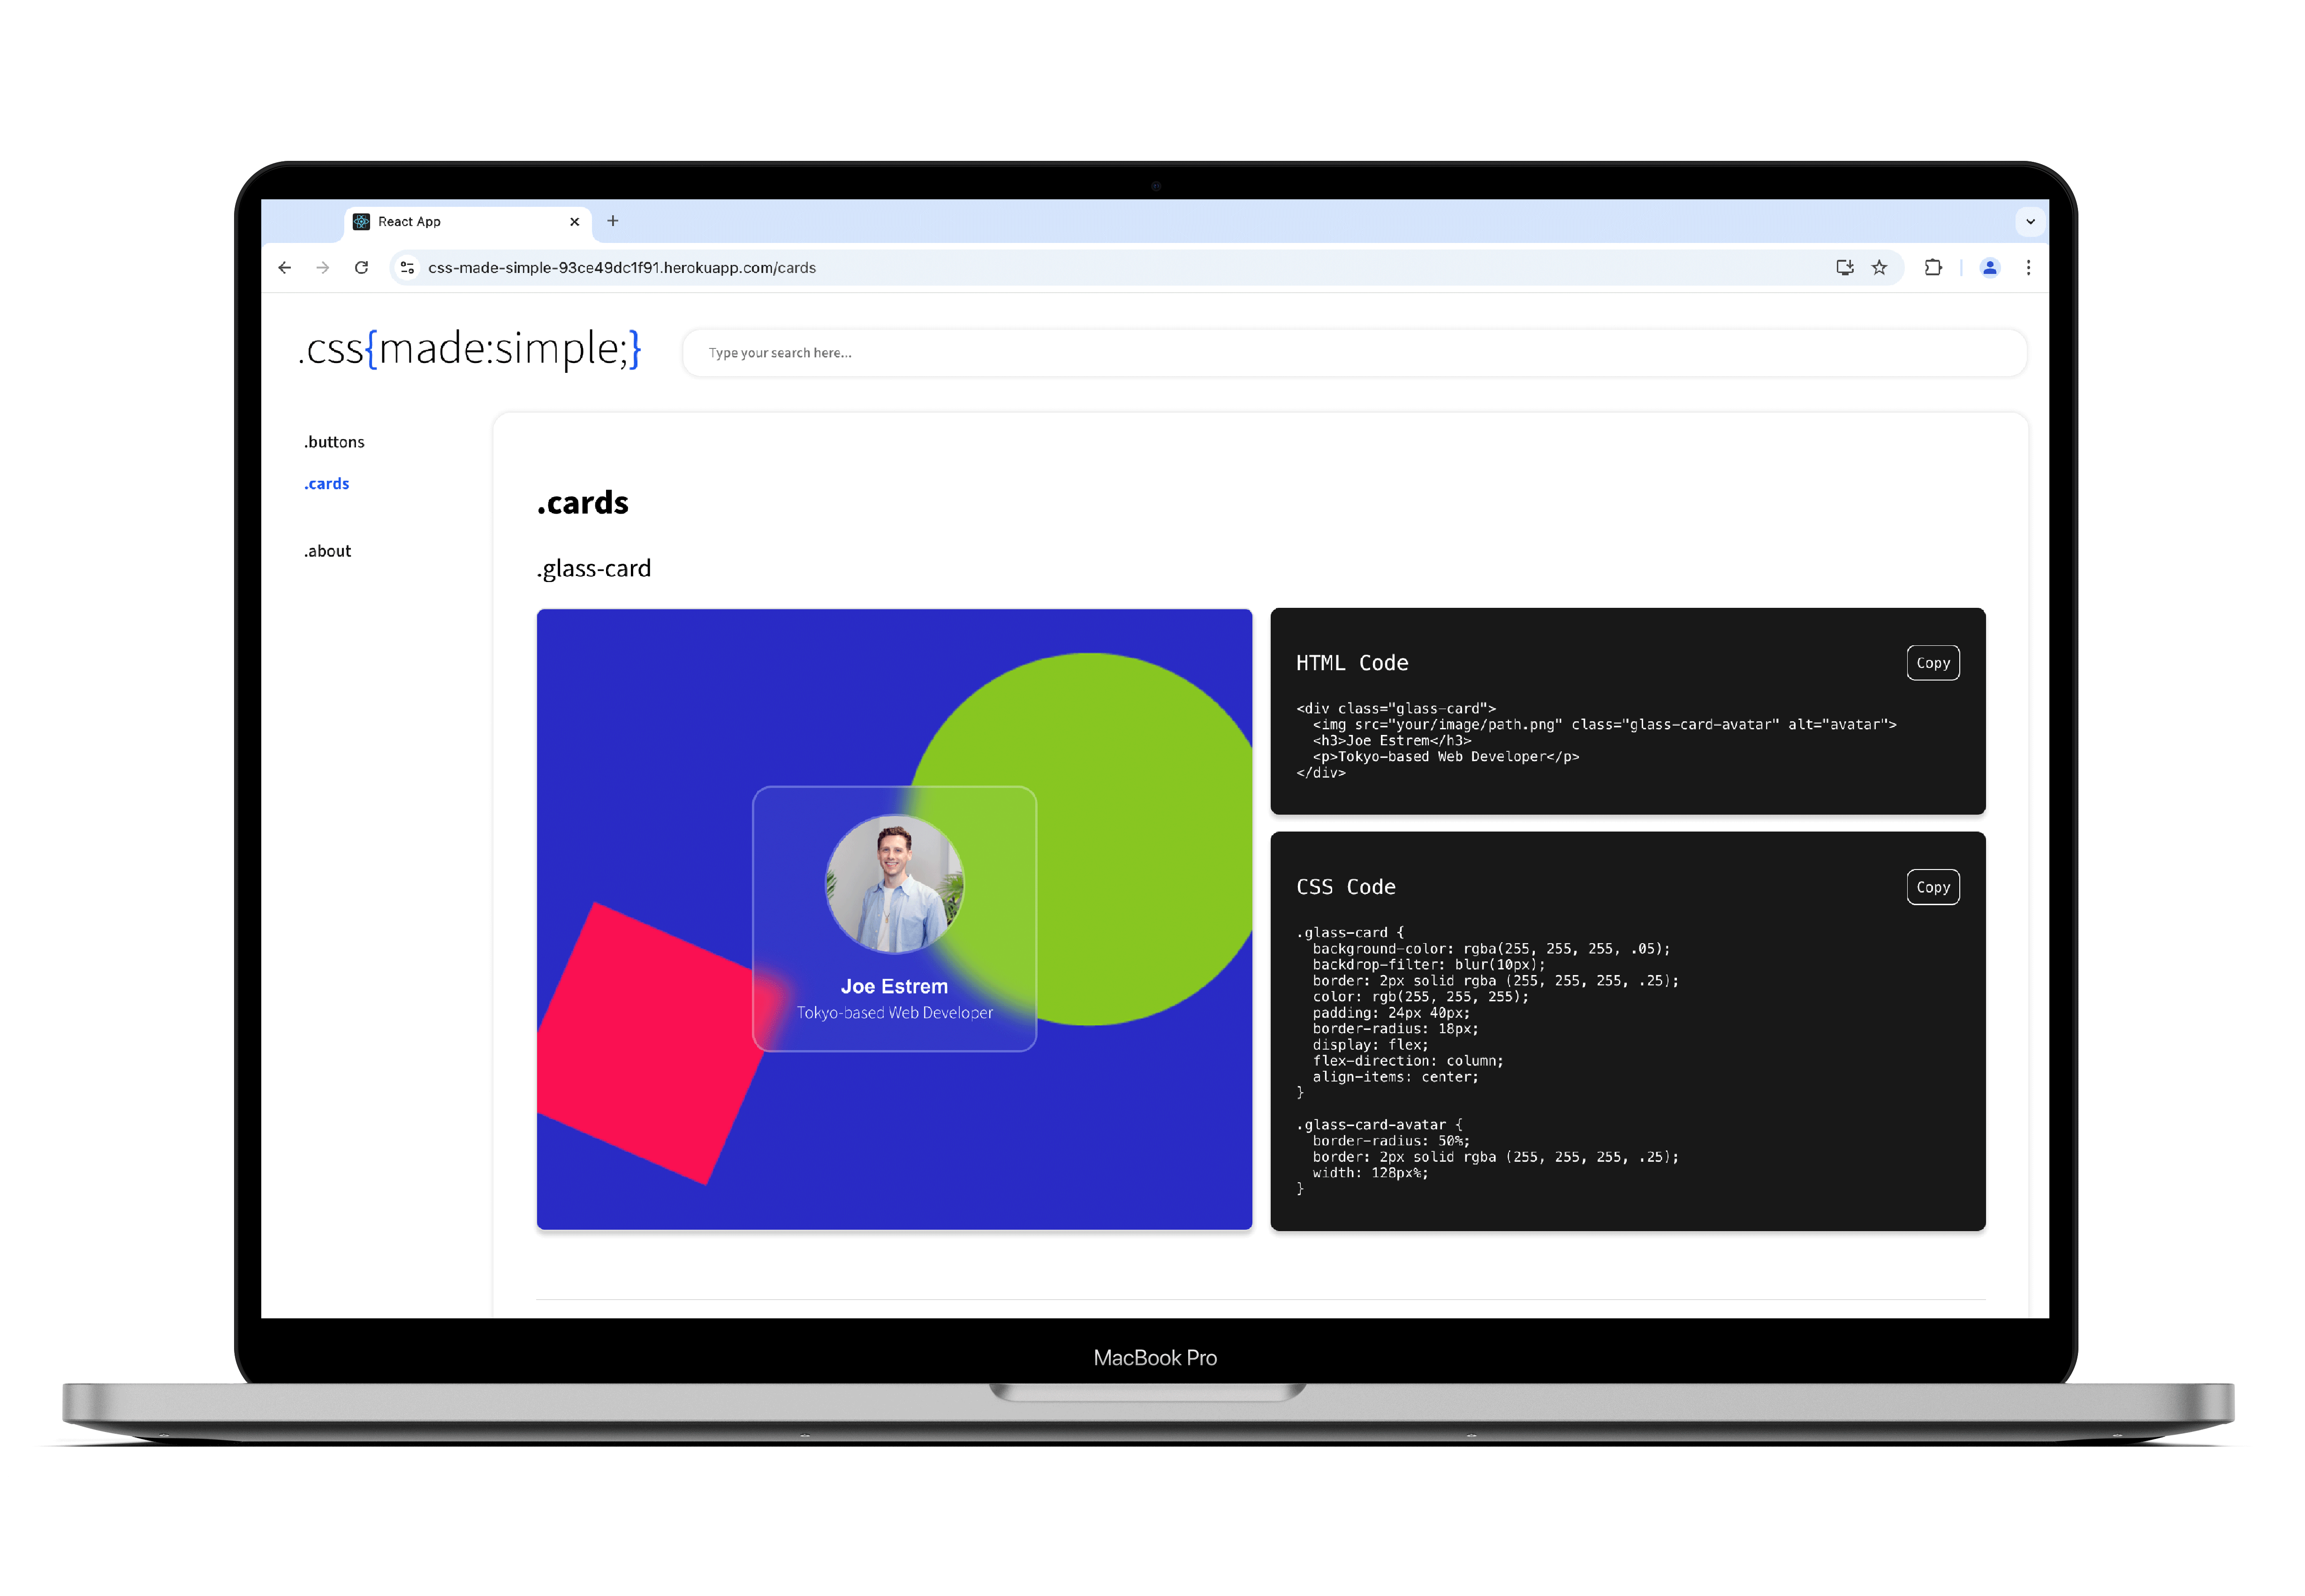 React App
css-made-simple-93ce49dc1f91.herokuapp.com/cards
.css{made:simple;}
Type your search here...
.buttons
.cards
.about
.cards
.glass-card
Joe Estrem
Tokyo-based Web Developer
HTML Code
Copy
<div class="glass-card">
  <img src="your/image/path.png" class="glass-card-avatar" alt="avatar">
  <h3>Joe Estrem</h3>
  <p>Tokyo-based Web Developer</p>
</div>
CSS Code
Copy
.glass-card {
  background-color: rgba(255, 255, 255, .05);
  backdrop-filter: blur(10px);
  border: 2px solid rgba (255, 255, 255, .25);
  color: rgb(255, 255, 255);
  padding: 24px 40px;
  border-radius: 18px;
  display: flex;
  flex-direction: column;
  align-items: center;
}
.glass-card-avatar {
  border-radius: 50%;
  border: 2px solid rgba (255, 255, 255, .25);
  width: 128px%;
}
MacBook Pro